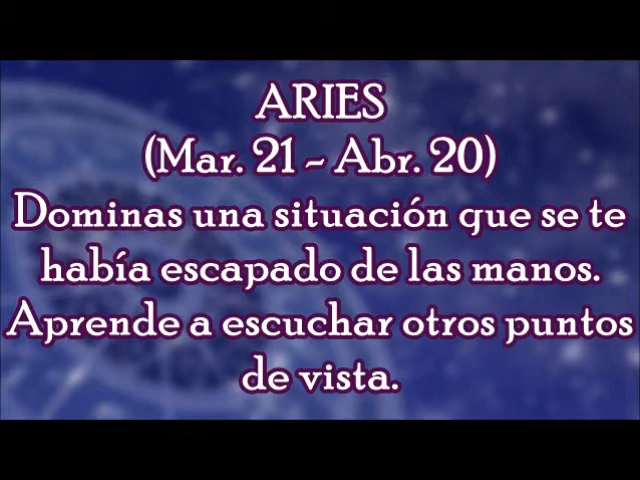 ARIES
(Mar. 21 - Abr. 20)
Dominas una situación que se te
había escapado de las manos.
Aprende a escuchar otros puntos
de vista.